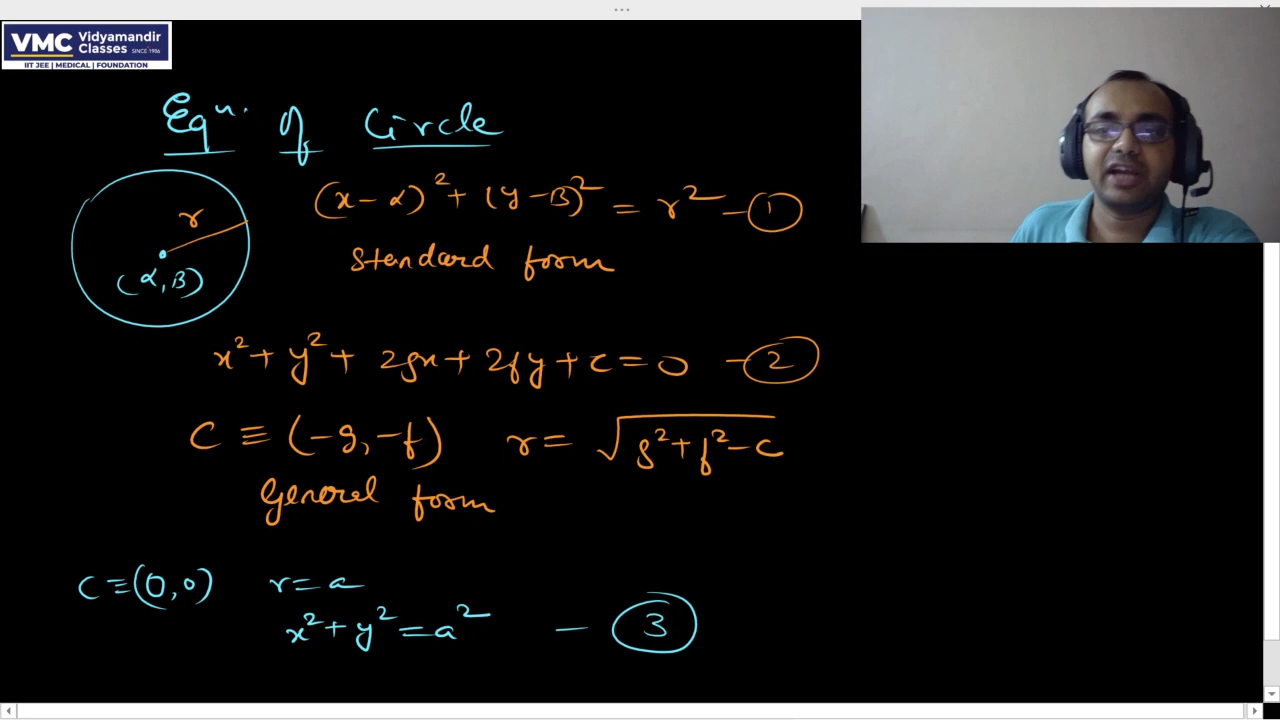 VMC Vidyamandir Classes SINCE 1986
IIT JEE | MEDICAL | FOUNDATION
Eqⁿ. of Circle
r
(α, β)
(x – α)² + (y – β)² = r² – ①
Standard form
x² + y² + 2gx + 2fy + c = 0 – ②
C ≡ (–g, –f) r = √(g² + f² – c)
General form
C ≡ (0, 0) r = a
x² + y² = a² – ③